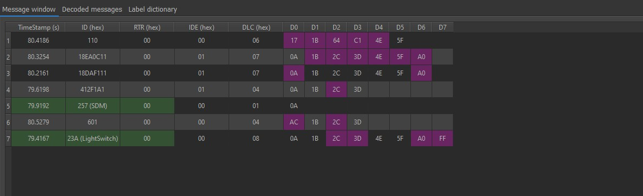 Message window Decoded messages Label dictionary
TimeStamp (s) ID (hex) RTR (hex) IDE (hex) DLC (hex) D0 D1 D2 D3 D4 D5 D6 D7
1 80.4186 110 00 00 06 17 1B 64 C1 4E 5F
2 80.3254 18EA0C11 00 01 07 0A 1B 2C 3D 4E 5F A0
3 80.2161 18DAF111 00 01 07 0A 1B 2C 3D 4E 5F A0
4 79.6198 412F1A1 00 01 04 0A 1B 2C 3D
5 79.9192 257 (SDM) 00 00 01 0A
6 80.5279 601 00 00 04 AC 1B 2C 3D
7 79.4167 23A (LightSwitch) 00 00 08 0A 1B 2C 3D 4E 5F A0 FF